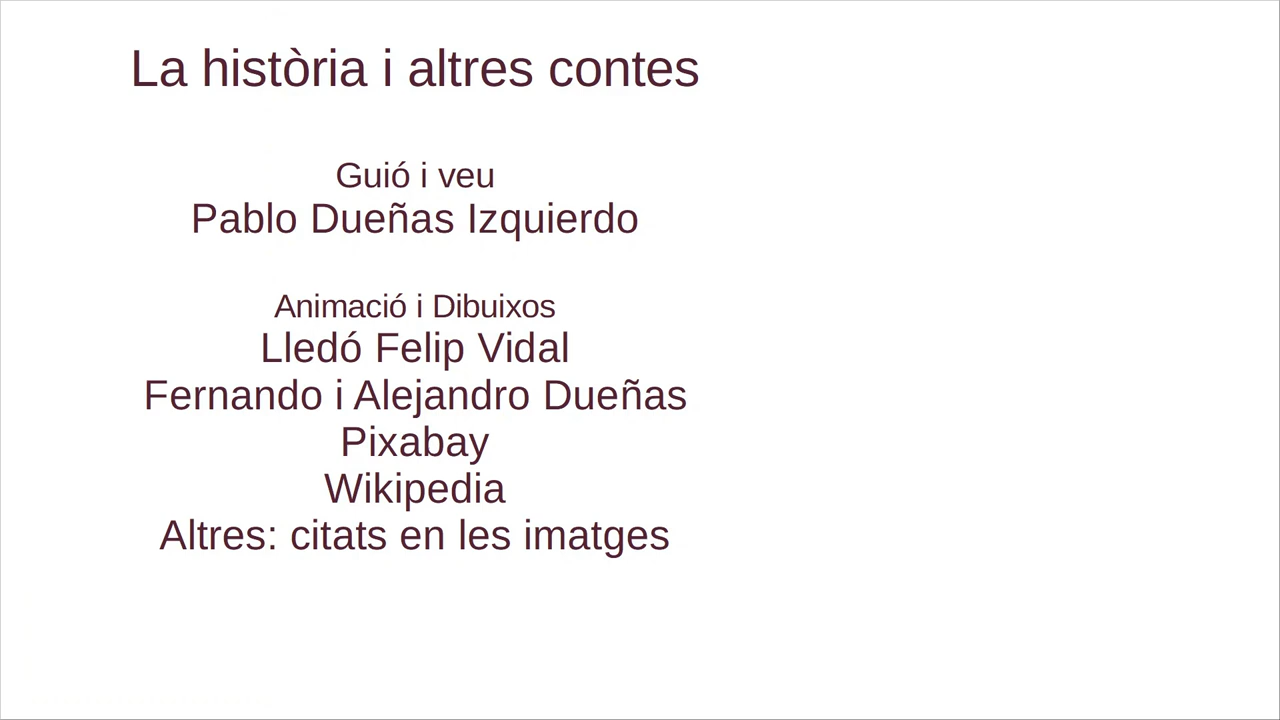 La història i altres contes
Guió i veu
Pablo Dueñas Izquierdo
Animació i Dibuixos
Lledó Felip Vidal
Fernando i Alejandro Dueñas
Pixabay
Wikipedia
Altres: citats en les imatges